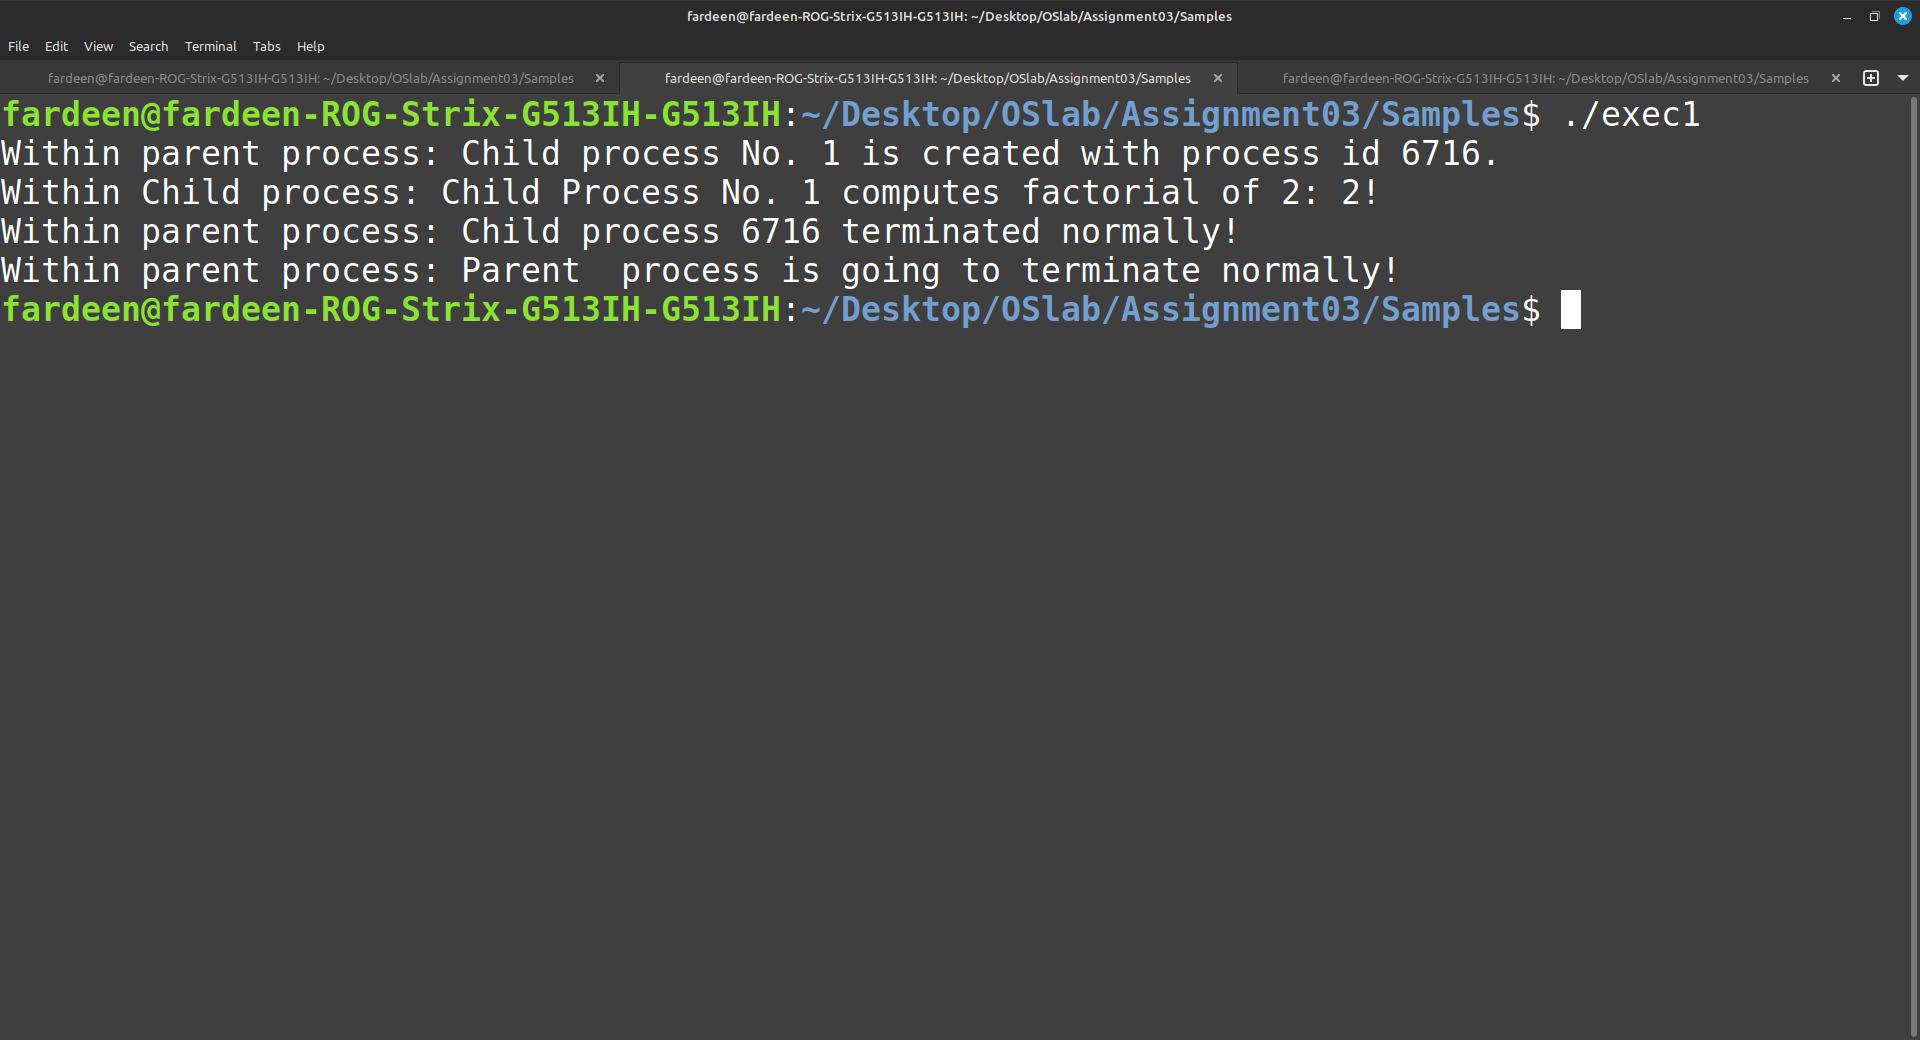 fardeen@fardeen-ROG-Strix-G513IH-G513IH: ~/Desktop/OSlab/Assignment03/Samples
File Edit View Search Terminal Tabs Help
fardeen@fardeen-ROG-Strix-G513IH-G513IH: ~/Desktop/OSlab/Assignment03/Samples fardeen@fardeen-ROG-Strix-G513IH-G513IH: ~/Desktop/OSlab/Assignment03/Samples fardeen@fardeen-ROG-Strix-G513IH-G513IH: ~/Desktop/OSlab/Assignment03/Samples
fardeen@fardeen-ROG-Strix-G513IH-G513IH:~/Desktop/OSlab/Assignment03/Samples$ ./exec1
Within parent process: Child process No. 1 is created with process id 6716.
Within Child process: Child Process No. 1 computes factorial of 2: 2!
Within parent process: Child process 6716 terminated normally!
Within parent process: Parent  process is going to terminate normally!
fardeen@fardeen-ROG-Strix-G513IH-G513IH:~/Desktop/OSlab/Assignment03/Samples$